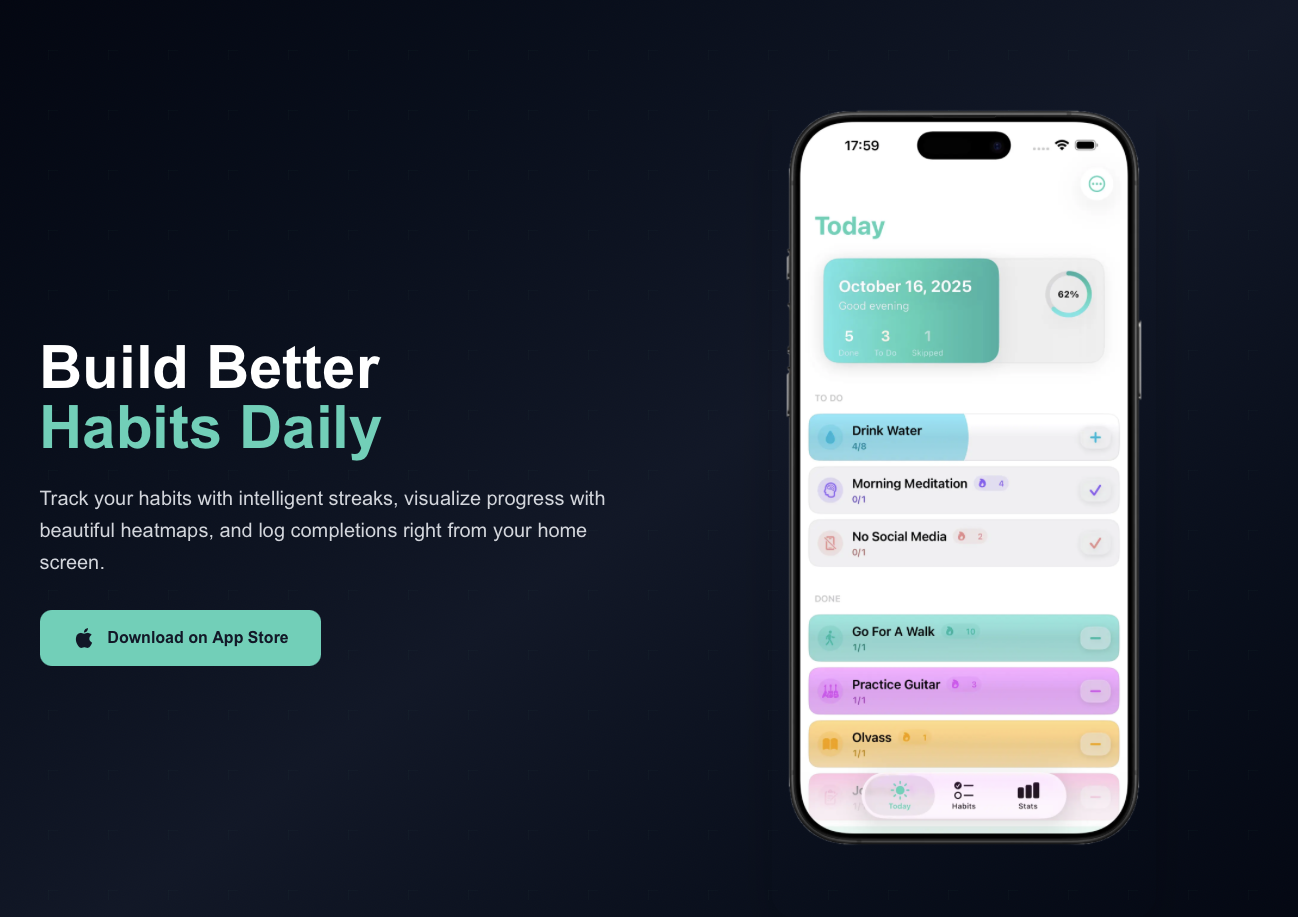 Build Better
Habits Daily
Track your habits with intelligent streaks, visualize progress with
beautiful heatmaps, and log completions right from your home
screen.
Download on App Store
17:59
Today
October 16, 2025
Good evening
62%
5 3 1
Done To Do Skipped
TO DO
Drink Water
4/8
Morning Meditation 4
0/1
No Social Media 2
0/1
DONE
Go For A Walk 10
1/1
Practice Guitar 3
1/1
Olvass 1
1/1
Today Habits Stats